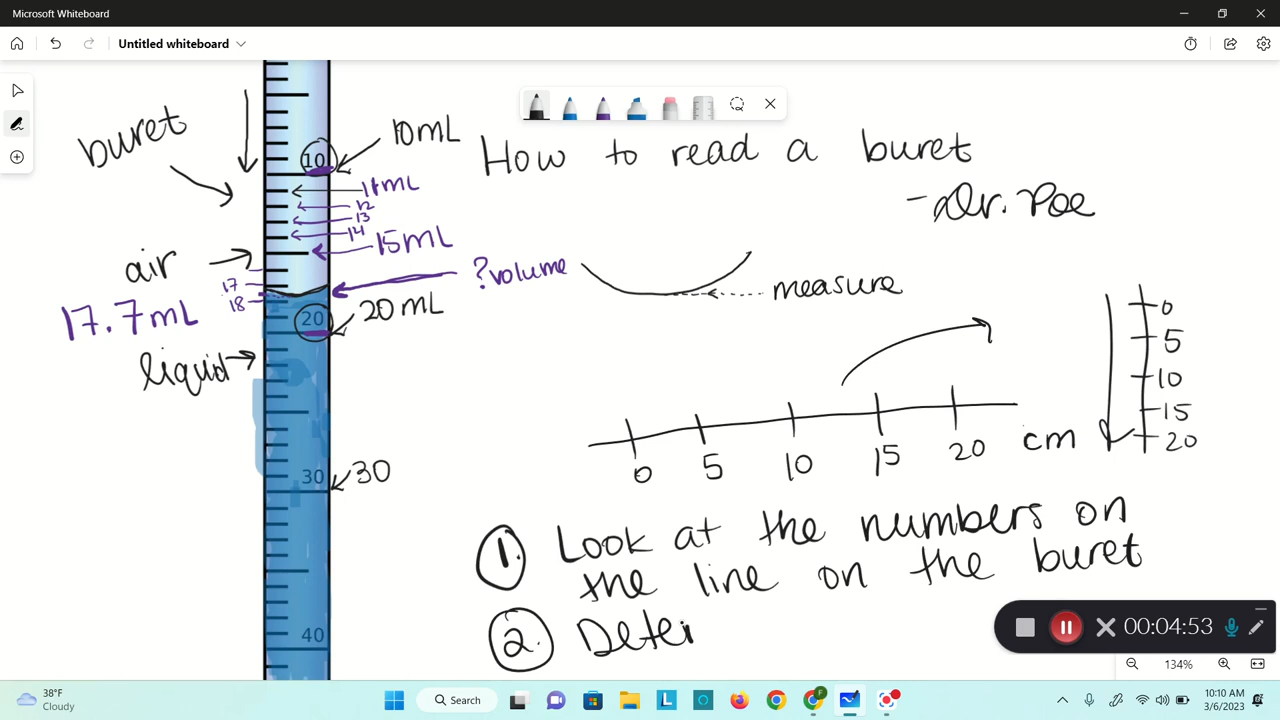 Microsoft Whiteboard
Untitled whiteboard
buret
10
10mL
11mL
12
13
14
15mL
air
17
18
17.7mL
?volume
20
20 mL
liquid
30
30
40
How to read a buret
-Dr. Poe
measure
0
5
10
15
20
cm
0
5
10
15
20
1. Look at the numbers on
the line on the buret
2. Deter
00:04:53
134%
38°F
Cloudy
Search
10:10 AM
3/6/2023